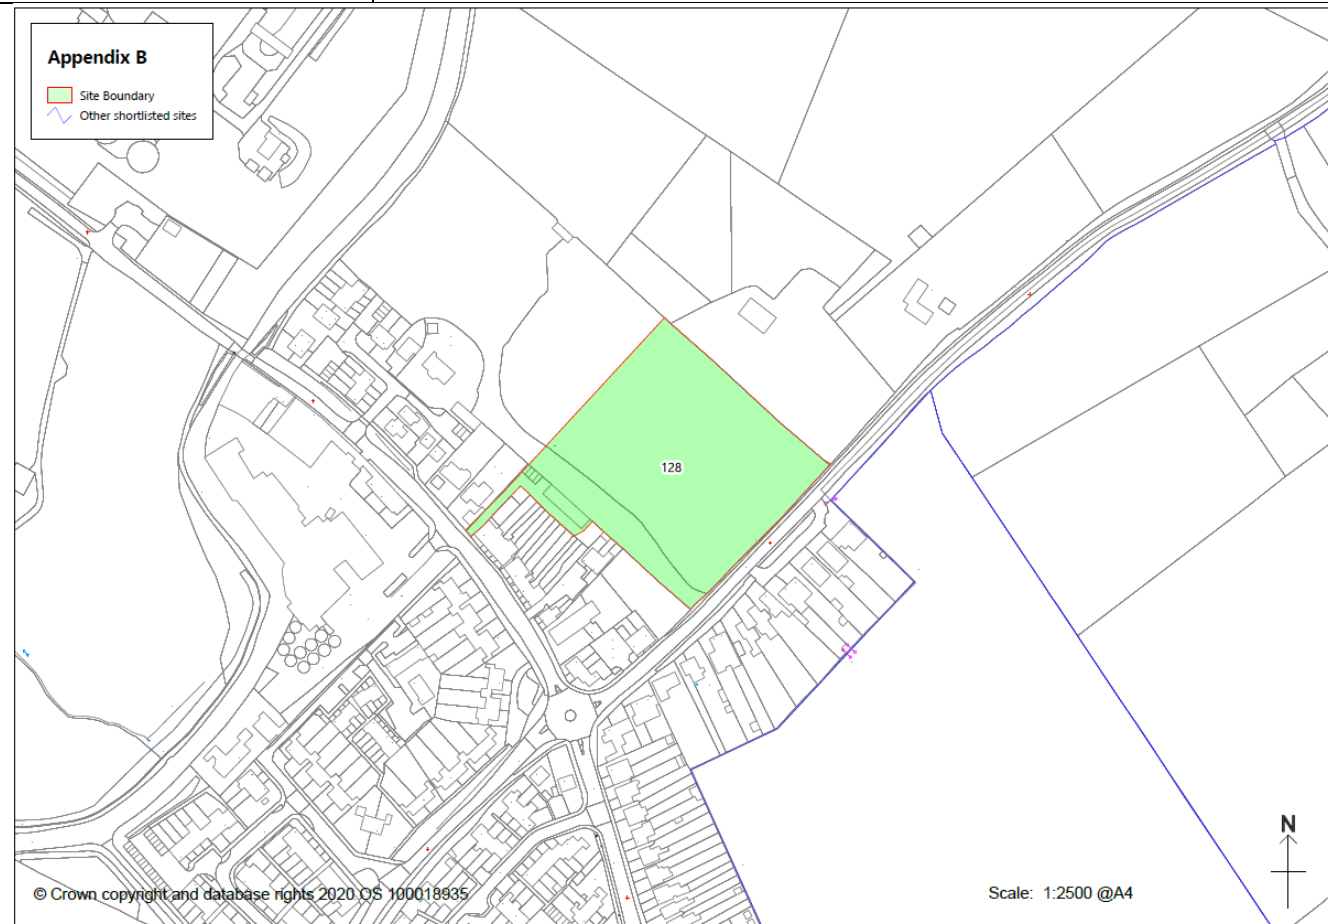 Appendix B
Site Boundary
Other shortlisted sites
128
N
© Crown copyright and database rights 2020 OS 100018935
Scale: 1:2500 @A4